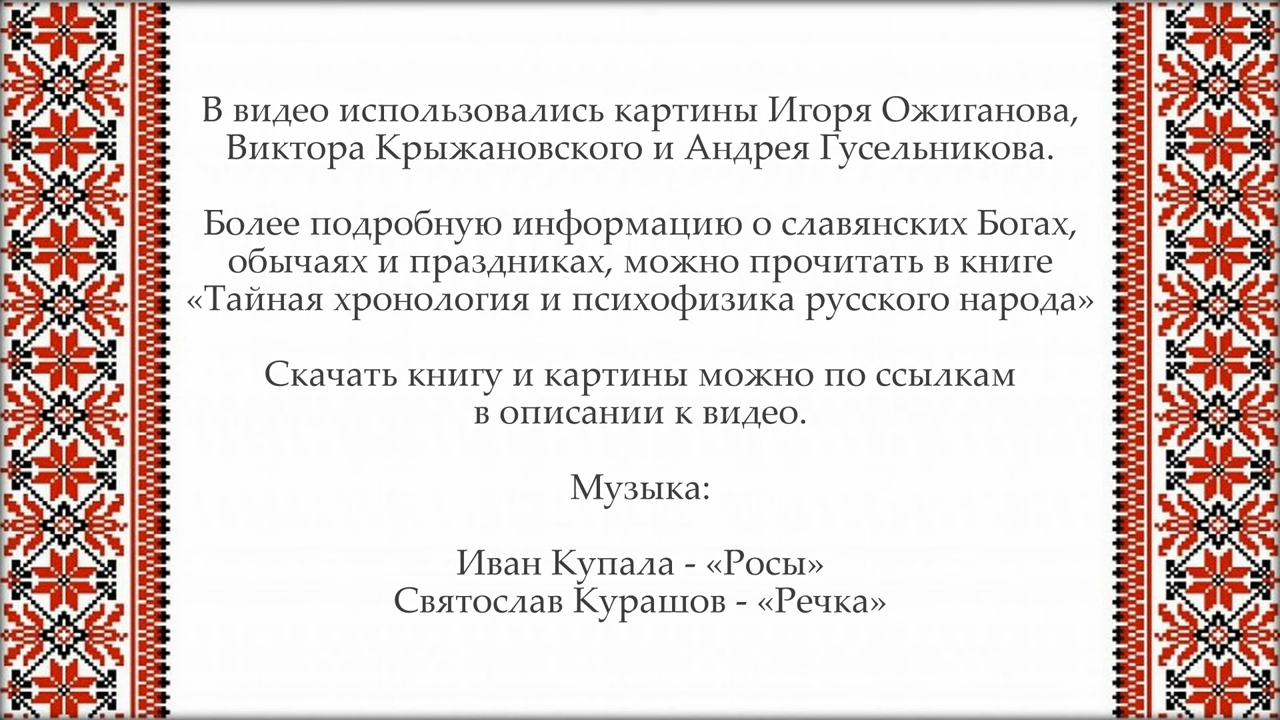 В видео использовались картины Игоря Ожиганова,
Виктора Крыжановского и Андрея Гусельникова.
Более подробную информацию о славянских Богах,
обычаях и праздниках, можно прочитать в книге
«Тайная хронология и психофизика русского народа»
Скачать книгу и картины можно по ссылкам
в описании к видео.
Музыка:
Иван Купала - «Росы»
Святослав Курашов - «Речка»